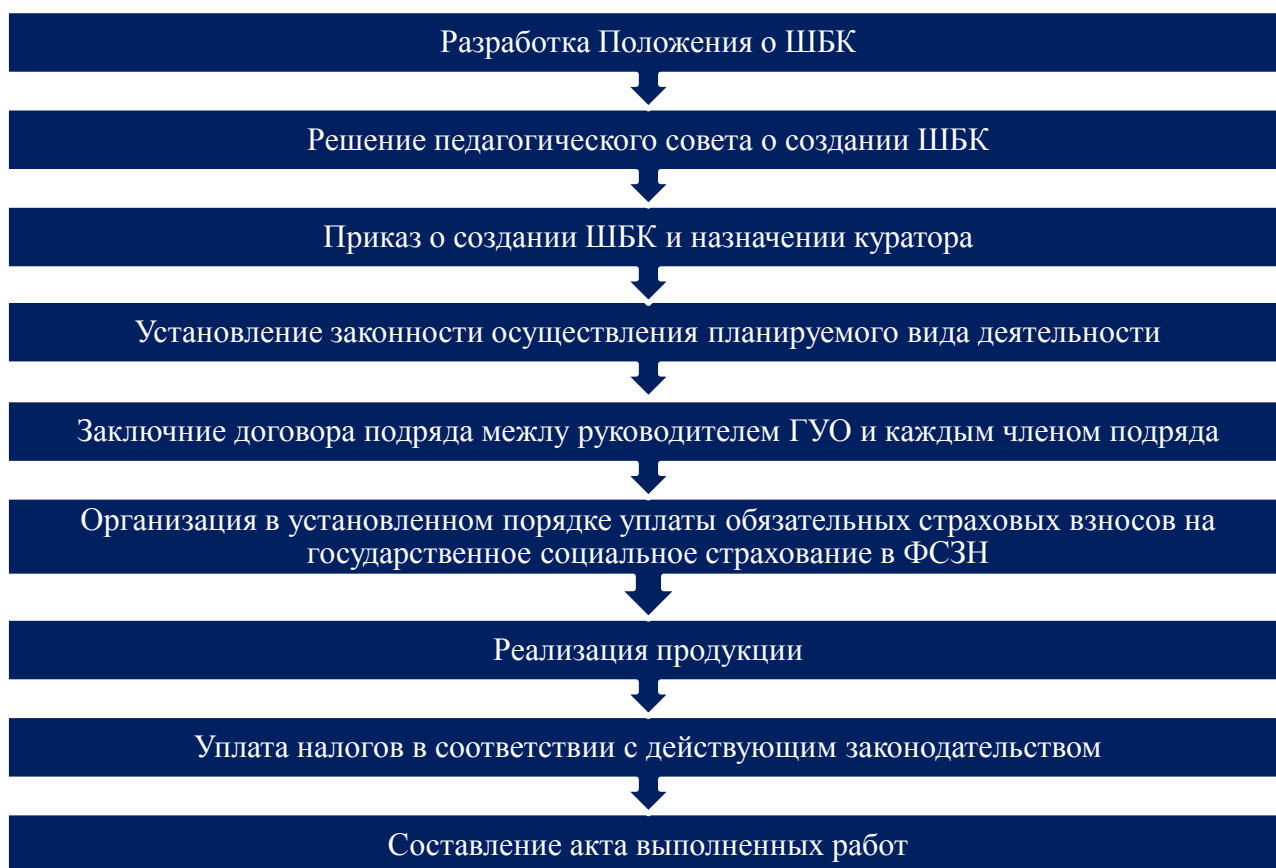 Разработка Положения о ШБК
Решение педагогического совета о создании ШБК
Приказ о создании ШБК и назначении куратора
Установление законности осуществления планируемого вида деятельности
Заключние договора подряда межлу руководителем ГУО и каждым членом подряда
Организация в установленном порядке уплаты обязательных страховых взносов на
государственное социальное страхование в ФСЗН
Реализация продукции
Уплата налогов в соответствии с действующим законодательством
Составление акта выполненных работ